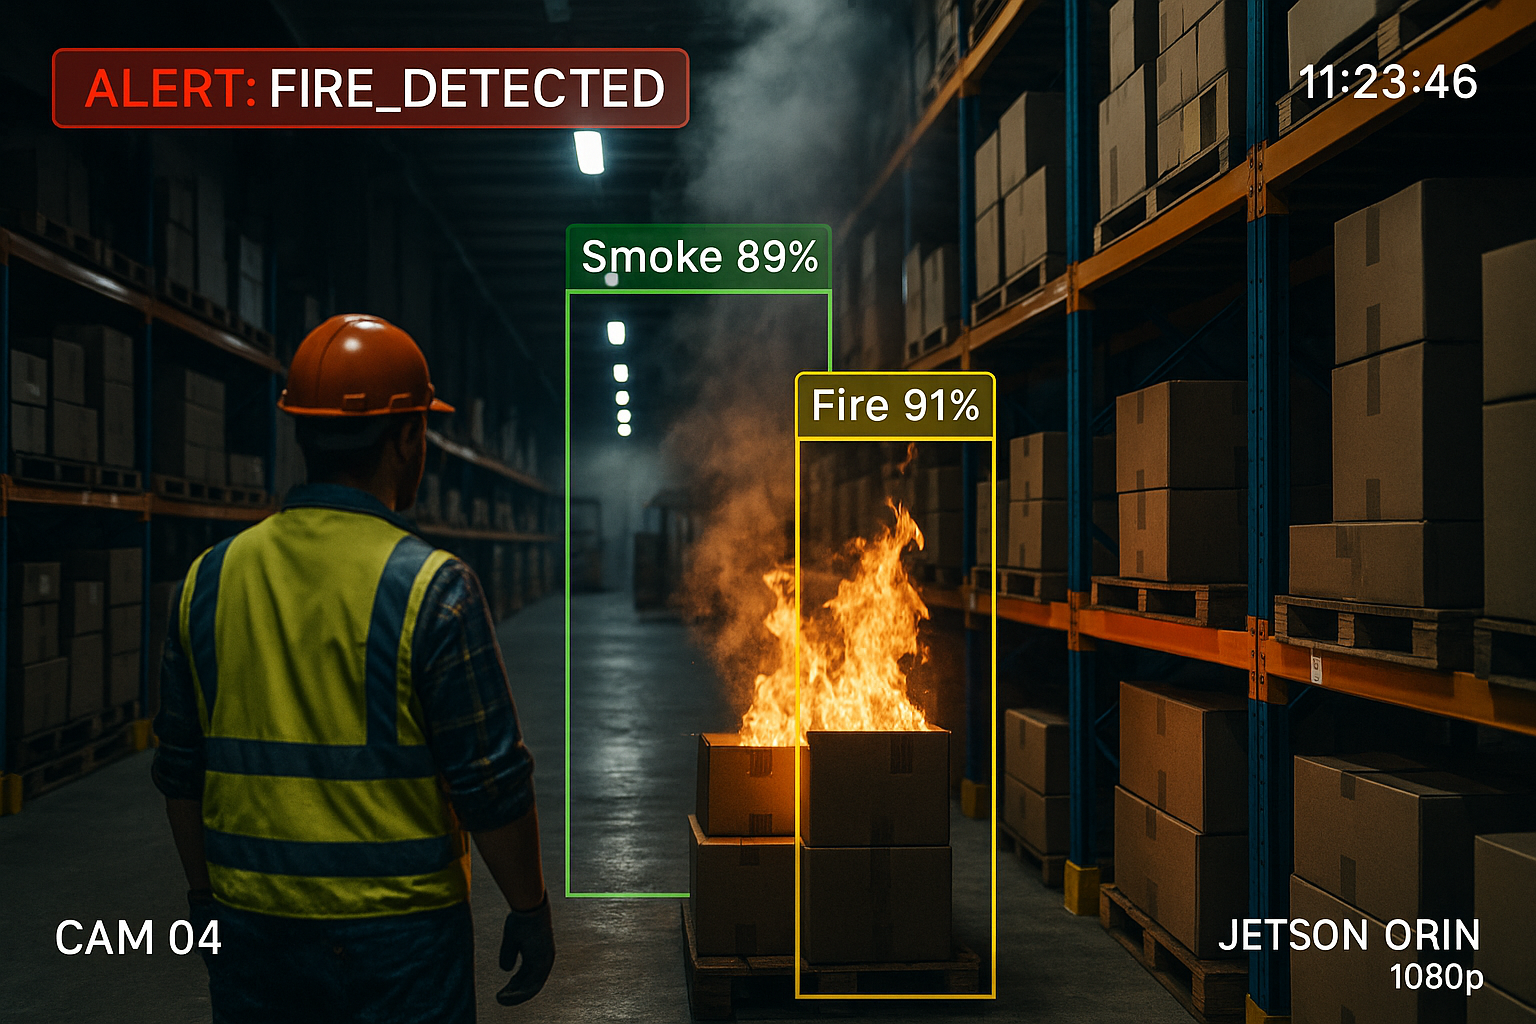 ALERT: FIRE_DETECTED
11:23:46
Smoke 89%
Fire 91%
CAM 04
JETSON ORIN
1080p